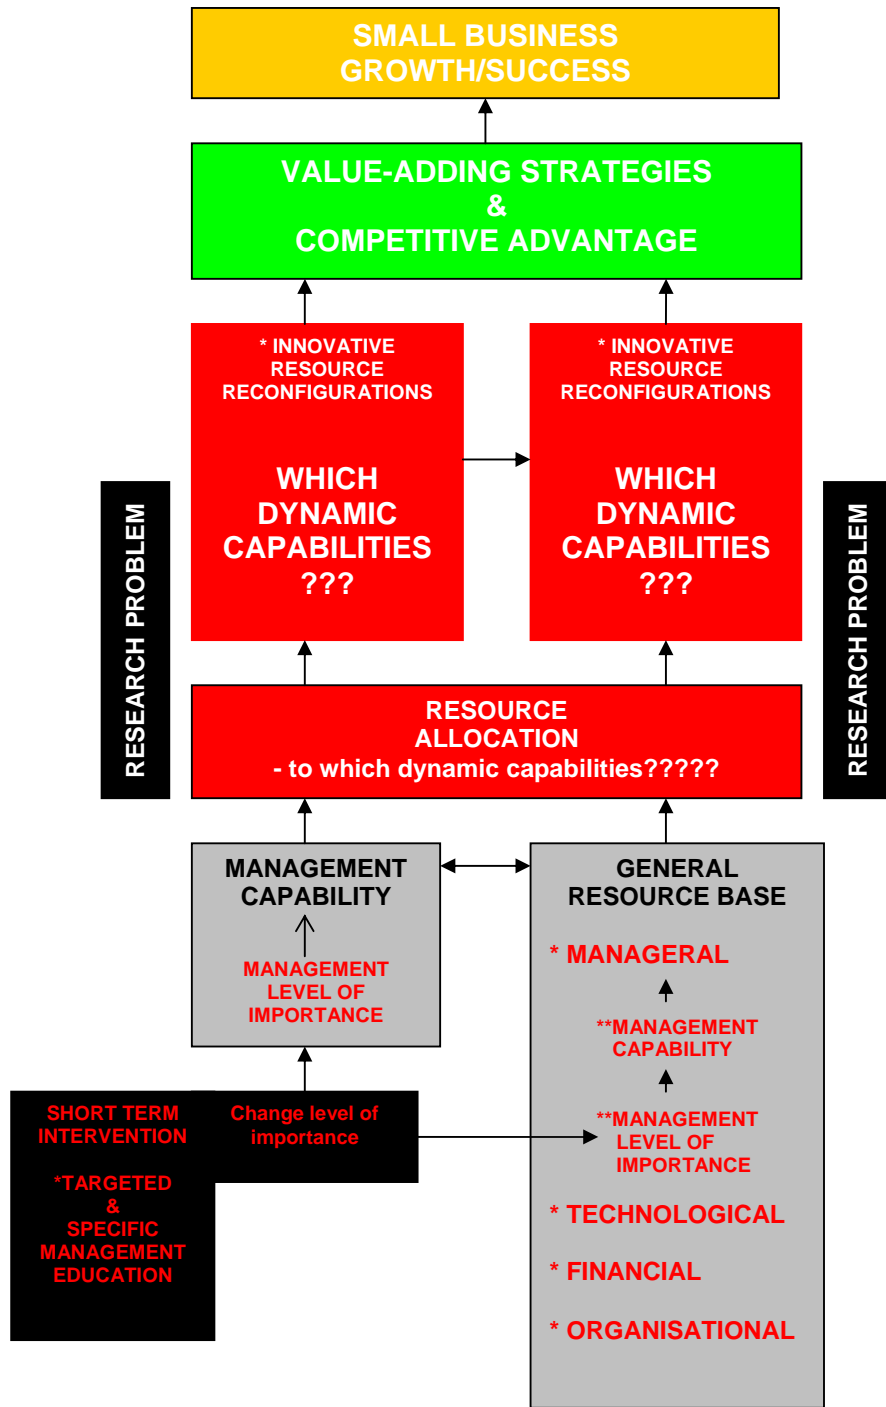 SMALL BUSINESS
GROWTH/SUCCESS
VALUE-ADDING STRATEGIES
&
COMPETITIVE ADVANTAGE
* INNOVATIVE
RESOURCE
RECONFIGURATIONS
WHICH
DYNAMIC
CAPABILITIES
???
* INNOVATIVE
RESOURCE
RECONFIGURATIONS
WHICH
DYNAMIC
CAPABILITIES
???
RESEARCH PROBLEM
RESEARCH PROBLEM
RESOURCE
ALLOCATION
- to which dynamic capabilities?????
MANAGEMENT
CAPABILITY
MANAGEMENT
LEVEL OF
IMPORTANCE
GENERAL
RESOURCE BASE
* MANAGERAL
**MANAGEMENT
CAPABILITY
**MANAGEMENT
LEVEL OF
IMPORTANCE
* TECHNOLOGICAL
* FINANCIAL
* ORGANISATIONAL
SHORT TERM
INTERVENTION
*TARGETED
&
SPECIFIC
MANAGEMENT
EDUCATION
Change level of
importance